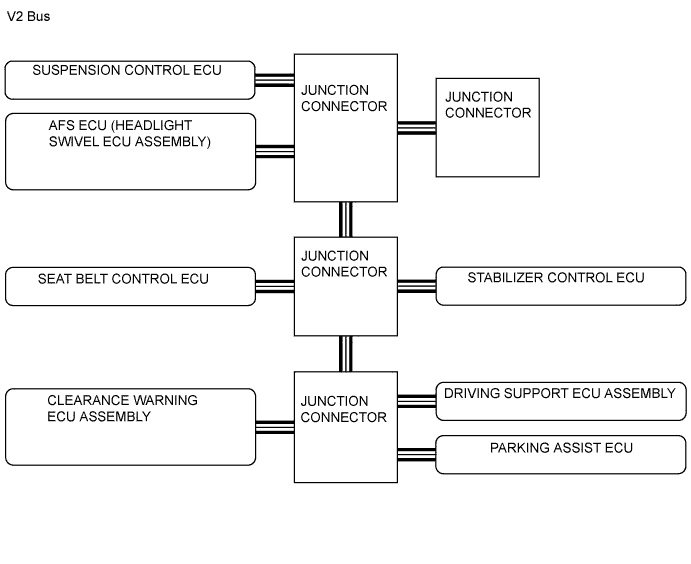 V2 Bus
SUSPENSION CONTROL ECU
JUNCTION
CONNECTOR
JUNCTION
CONNECTOR
AFS ECU (HEADLIGHT
SWIVEL ECU ASSEMBLY)
JUNCTION
CONNECTOR
SEAT BELT CONTROL ECU
STABILIZER CONTROL ECU
CLEARANCE WARNING
ECU ASSEMBLY
JUNCTION
CONNECTOR
DRIVING SUPPORT ECU ASSEMBLY
PARKING ASSIST ECU